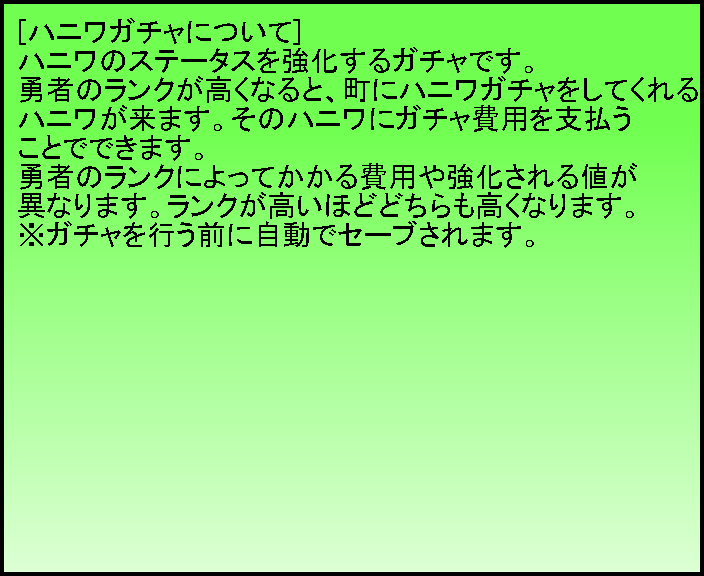 [ハニワガチャについて]
ハニワのステータスを強化するガチャです。
勇者のランクが高くなると、町にハニワガチャをしてくれる
ハニワが来ます。そのハニワにガチャ費用を支払う
ことでできます。
勇者のランクによってかかる費用や強化される値が
異なります。ランクが高いほどどちらも高くなります。
※ガチャを行う前に自動でセーブされます。